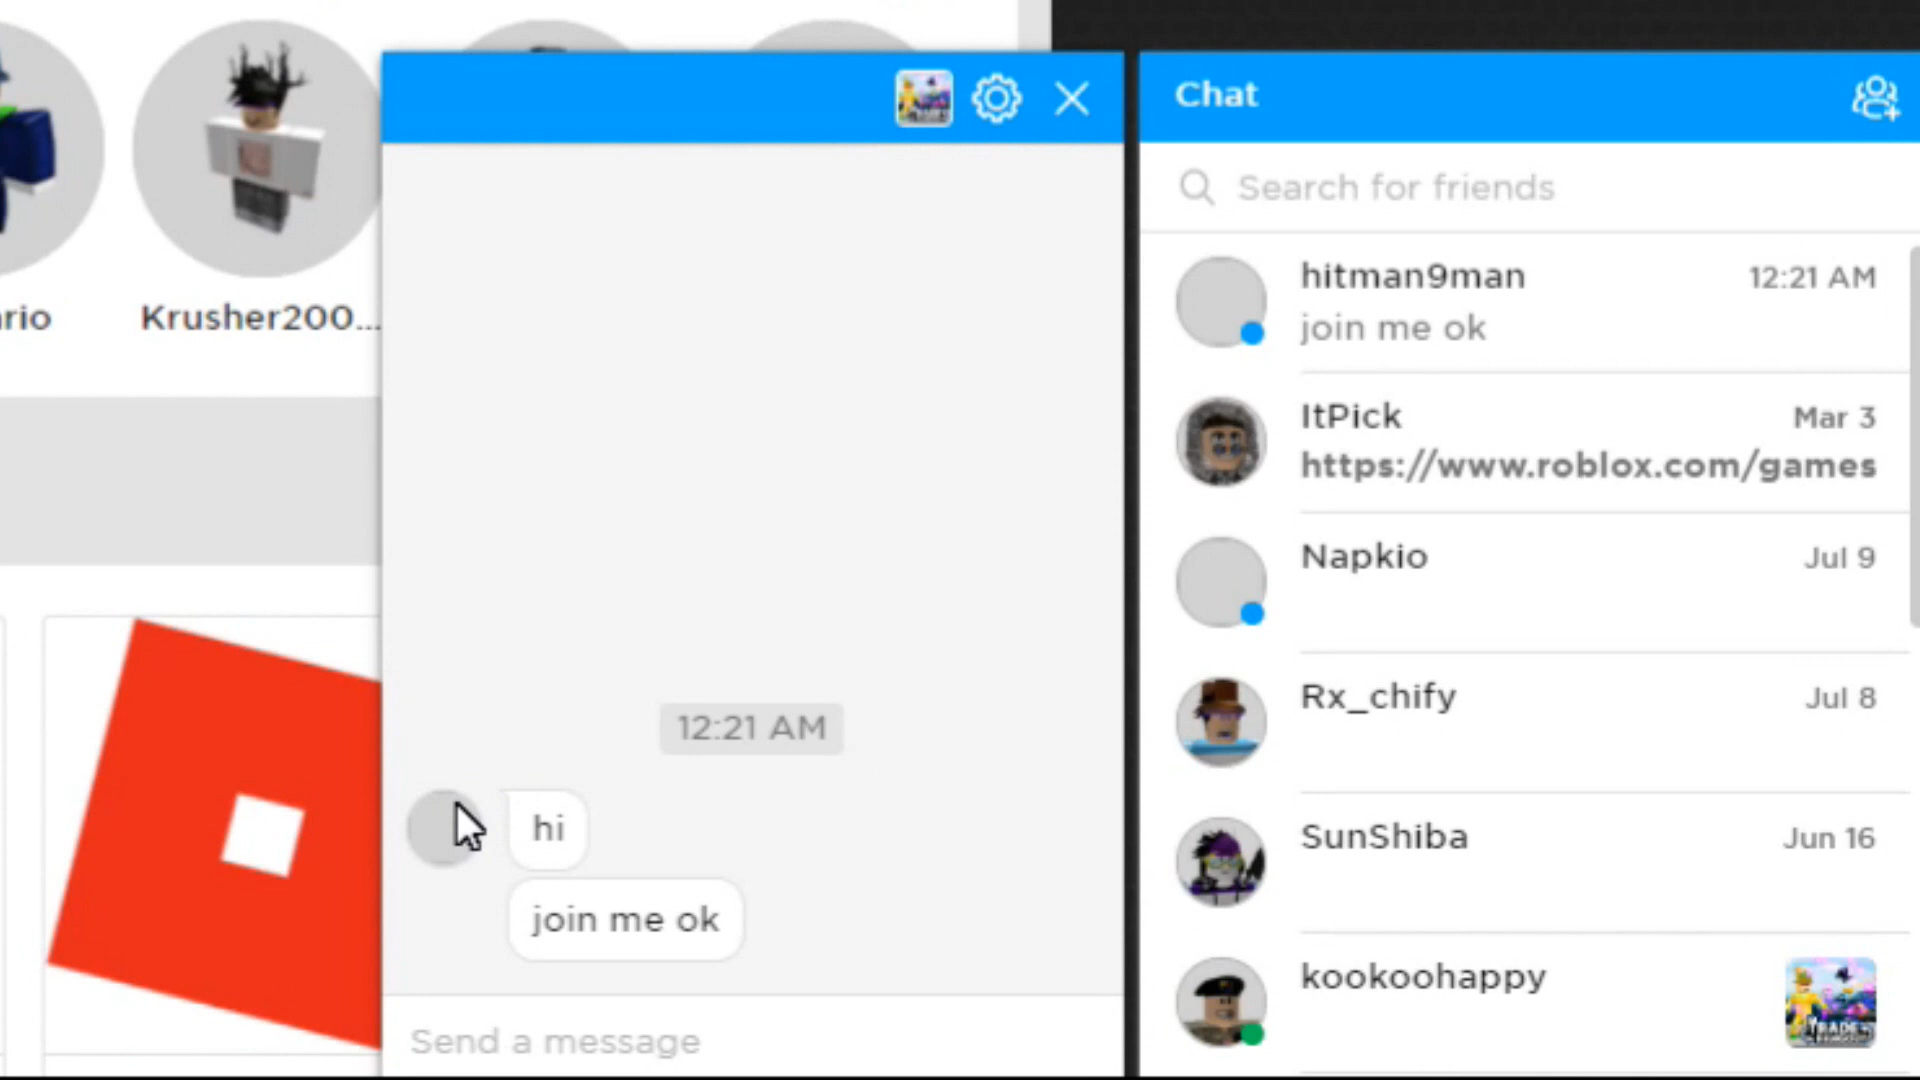 rio
Krusher200...
12:21 AM
hi
join me ok
Send a message
Chat
Search for friends
hitman9man
12:21 AM
join me ok
ItPick
Mar 3
https://www.roblox.com/games
Napkio
Jul 9
Rx_chify
Jul 8
SunShiba
Jun 16
kookoohappy
TRADE